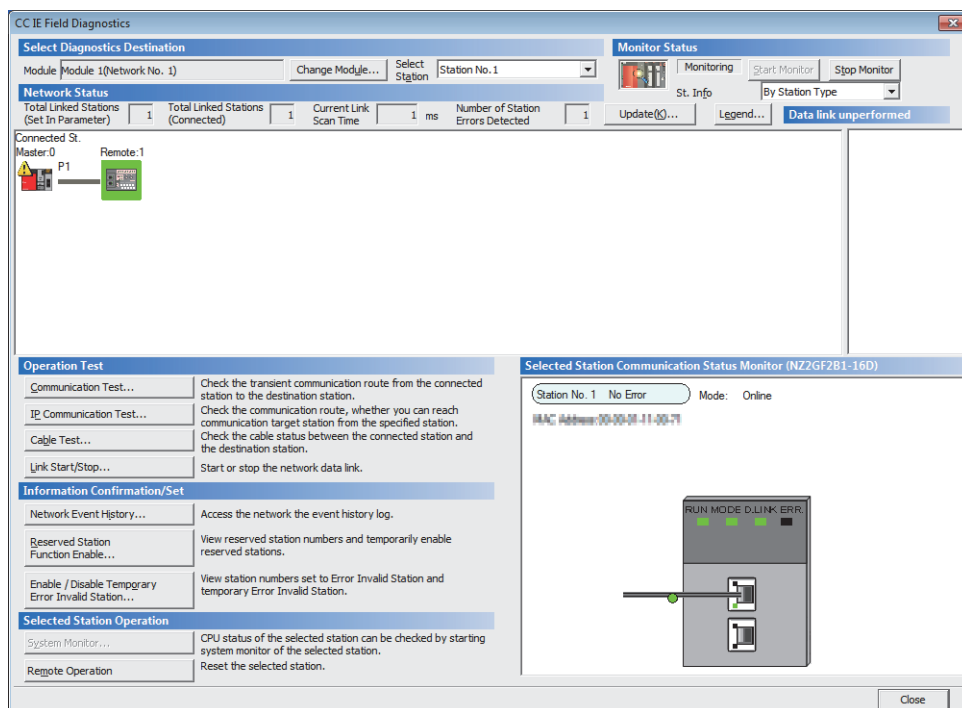 CC IE Field Diagnostics
Select Diagnostics Destination
Module Module 1(Network No. 1) Change Module... Select Station Station No.1
Monitor Status
Monitoring Start Monitor Stop Monitor
St. Info By Station Type
Network Status
Total Linked Stations (Set In Parameter) 1 Total Linked Stations (Connected) 1 Current Link Scan Time 1 ms Number of Station Errors Detected 1
Update(K)... Legend... Data link unperformed
Connected St.
Master:0 Remote:1
P1
Operation Test
Communication Test... Check the transient communication route from the connected
station to the destination station.
IP Communication Test... Check the communication route, whether you can reach
communication target station from the specified station.
Cable Test... Check the cable status between the connected station and
the destination station.
Link Start/Stop... Start or stop the network data link.
Information Confirmation/Set
Network Event History... Access the network the event history log.
Reserved Station
Function Enable...
View reserved station numbers and temporarily enable
reserved stations.
Enable / Disable Temporary
Error Invalid Station...
View station numbers set to Error Invalid Station and
temporary Error Invalid Station.
Selected Station Operation
System Monitor... CPU status of the selected station can be checked by starting
system monitor of the selected station.
Remote Operation Reset the selected station.
Selected Station Communication Status Monitor (NZ2GF2B1-16D)
Station No. 1 No Error Mode: Online
RUN MODE D.LINK ERR.
Close